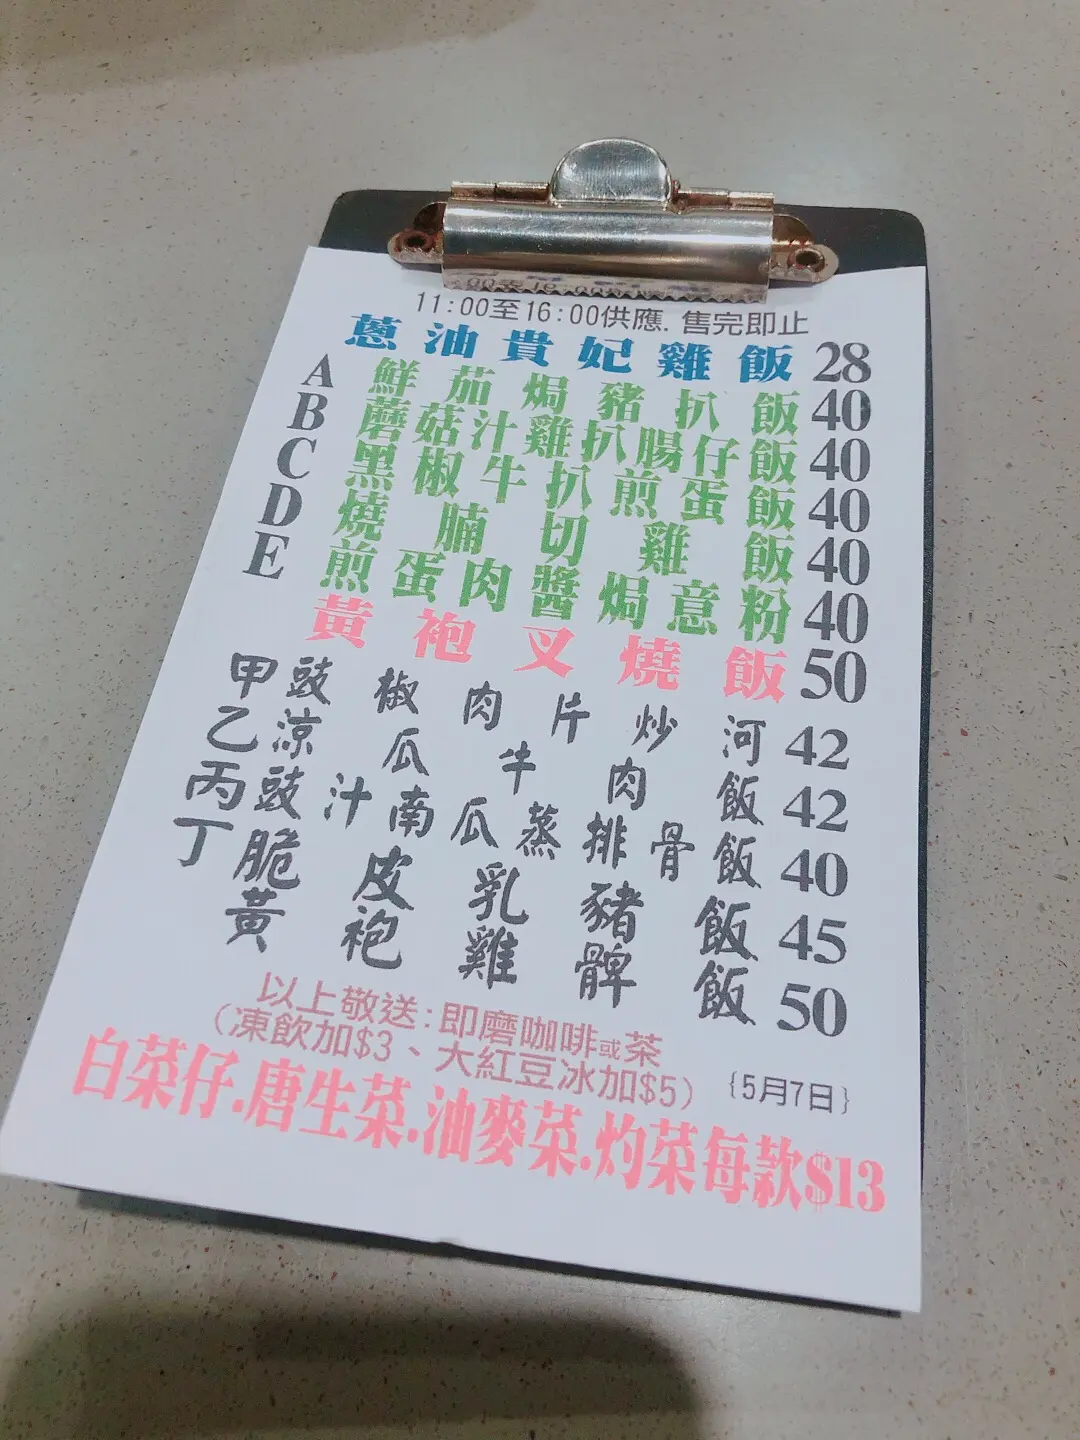 11:00至16:00供應. 售完即止
蔥油貴妃雞飯 28
A 鮮茄焗豬扒飯 40
B 蘑菇汁雞扒腸仔飯 40
C 黑椒牛扒煎蛋飯 40
D 燒腩切雞飯 40
E 煎蛋肉醬焗意粉 40
黃袍叉燒飯 50
甲 豉椒肉片炒河 42
乙 涼瓜牛肉飯 42
丙 豉汁南瓜蒸排骨飯 40
丁 脆皮乳豬飯 45
黃袍雞髀飯 50
以上敬送:即磨咖啡或茶
(凍飲加$3、大紅豆冰加$5)
{5月7日}
白菜仔.唐生菜.油麥菜.灼菜每款$13